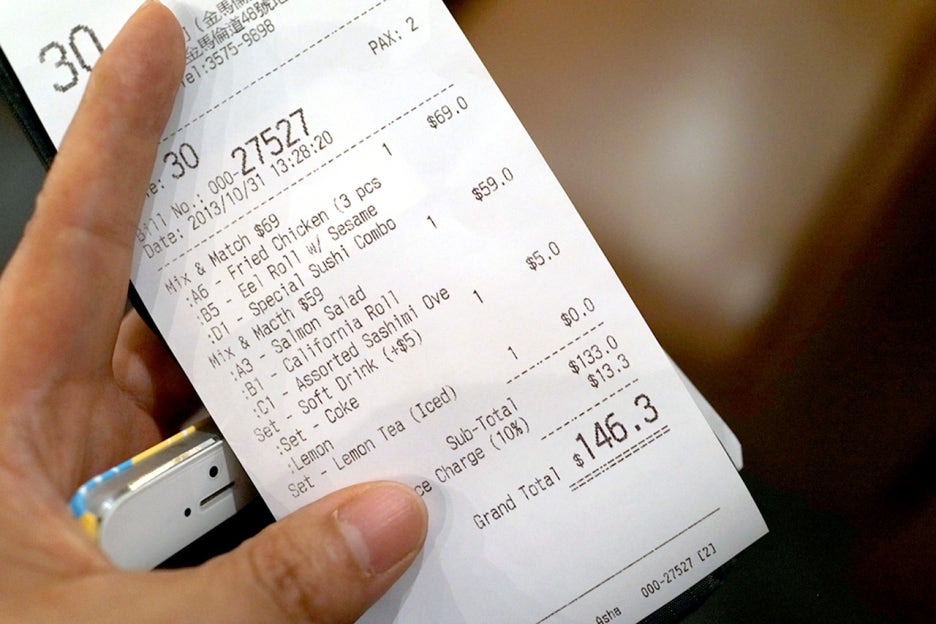 30
(金馬倫
金馬倫道48號
Tel:3575-9898
PAX: 2
30
Bill No.: 000-27527
Date: 2013/10/31 13:28:20
Mix & Match $69 1 $69.0
:A6 - Fried Chicken (3 pcs
:B5 - Eel Roll w/ Sesame
:D1 - Special Sushi Combo
Mix & Macth $59 1 $59.0
:A3 - Salmon Salad
:B1 - California Roll
:C1 - Assorted Sashimi Ove
Set - Soft Drink (+$5) 1 $5.0
:Set - Coke
:Lemon
Set - Lemon Tea (Iced) 1 $0.0
Sub-Total $133.0
ce Charge (10%) $13.3
Grand Total $146.3
Asha 000-27527 [2]